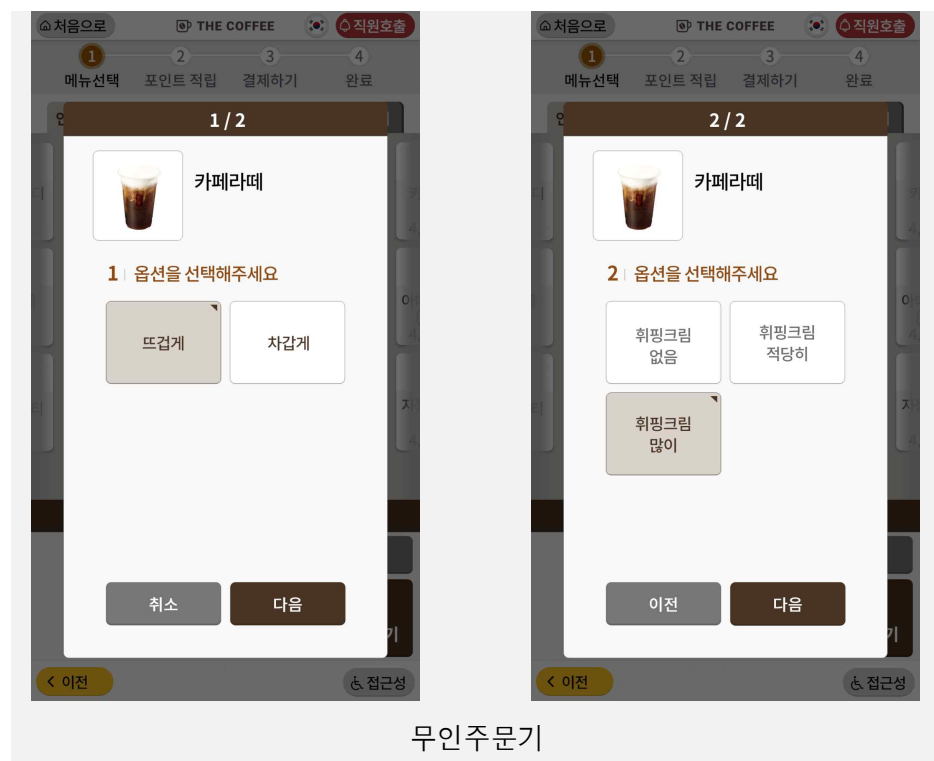 처음으로
THE COFFEE
직원호출
1
2
3
4
메뉴선택
포인트 적립
결제하기
완료
1 / 2
카페라떼
1 옵션을 선택해주세요
뜨겁게
차갑게
취소
다음
기
이전
접근성
처음으로
THE COFFEE
직원호출
1
2
3
4
메뉴선택
포인트 적립
결제하기
완료
2 / 2
카페라떼
2 옵션을 선택해주세요
휘핑크림
없음
휘핑크림
적당히
휘핑크림
많이
이전
다음
기
이전
접근성
무인주문기